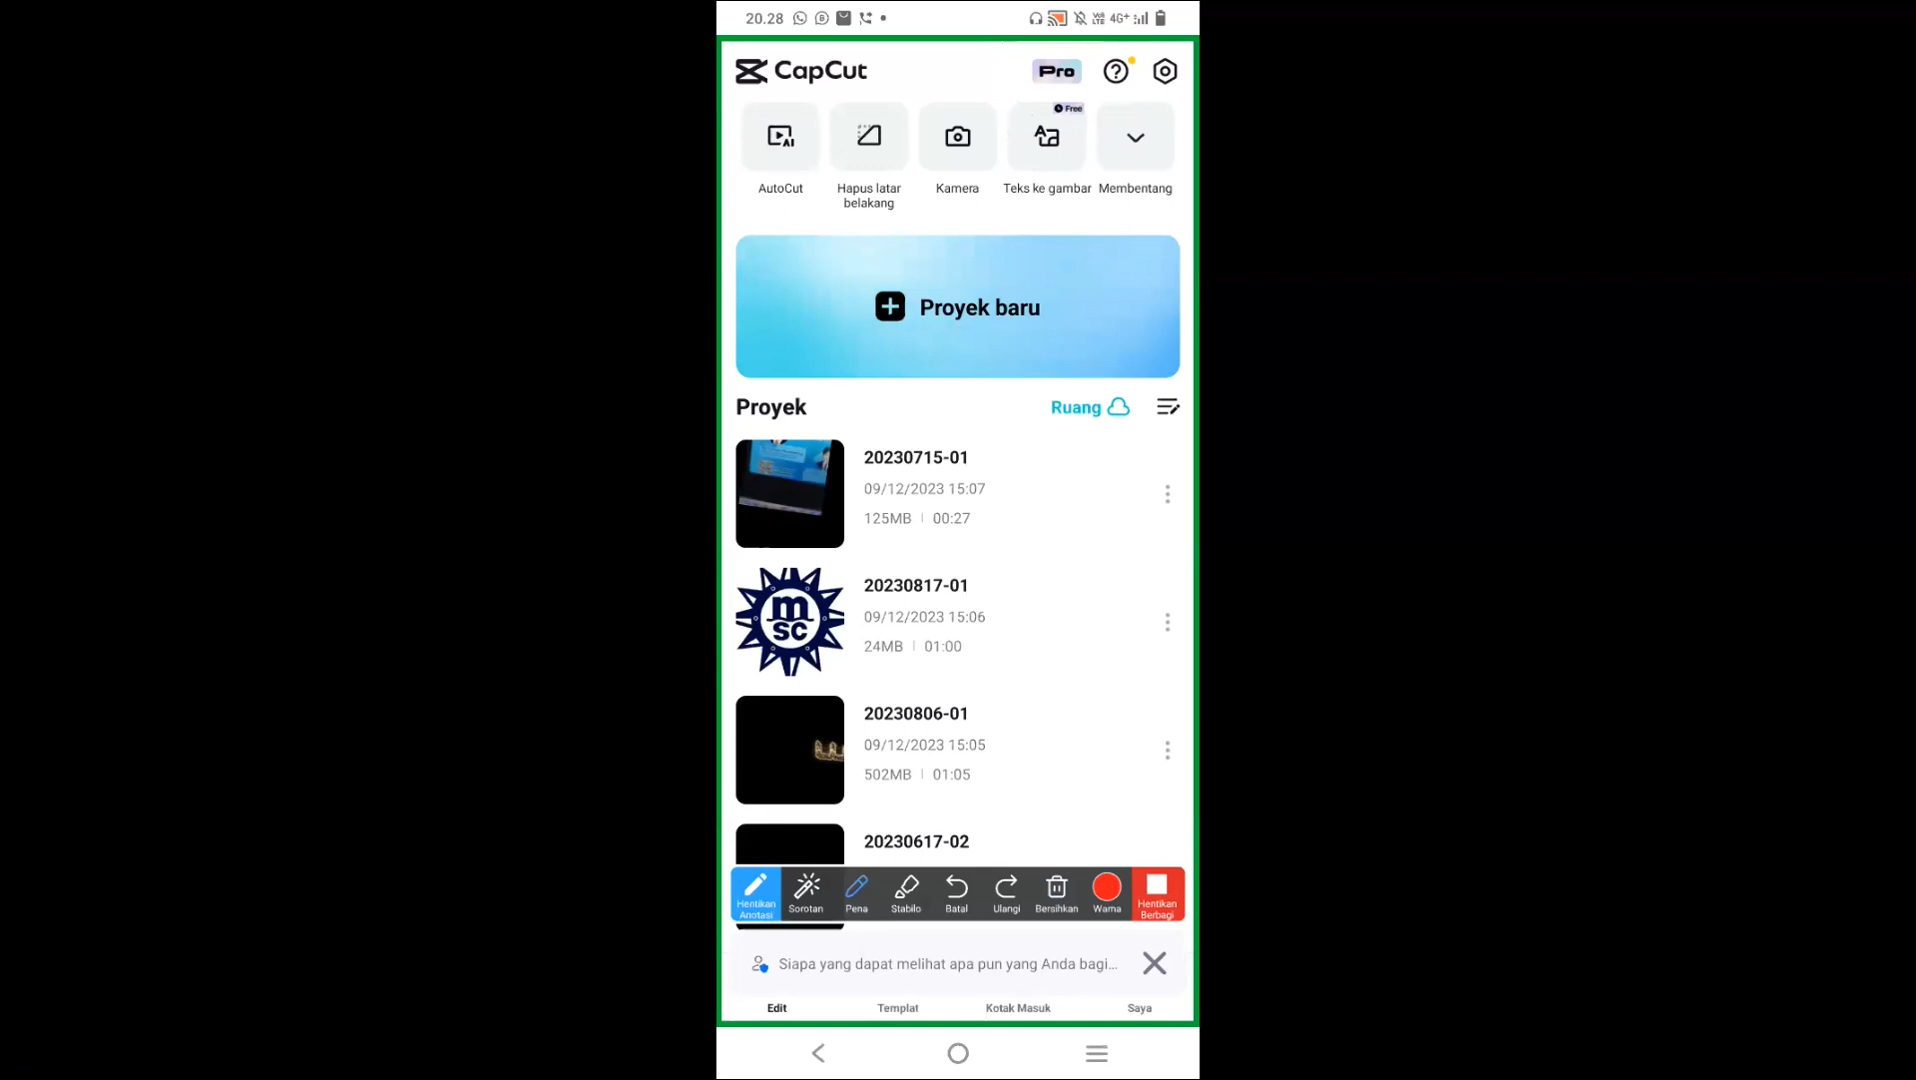 20.28
4G+
CapCut
Pro
Free
AI
AutoCut
Hapus latar
belakang
Kamera
Teks ke gambar
Membentang
Proyek baru
Proyek
Ruang
20230715-01
09/12/2023 15:07
125MB | 00:27
msc
20230817-01
09/12/2023 15:06
24MB | 01:00
20230806-01
09/12/2023 15:05
502MB | 01:05
20230617-02
Hentikan
Anotasi
Sorotan
Pena
Stabilo
Batal
Ulangi
Bersihkan
Warna
Hentikan
Berbagi
Siapa yang dapat melihat apa pun yang Anda bagi...
Edit
Templat
Kotak Masuk
Saya